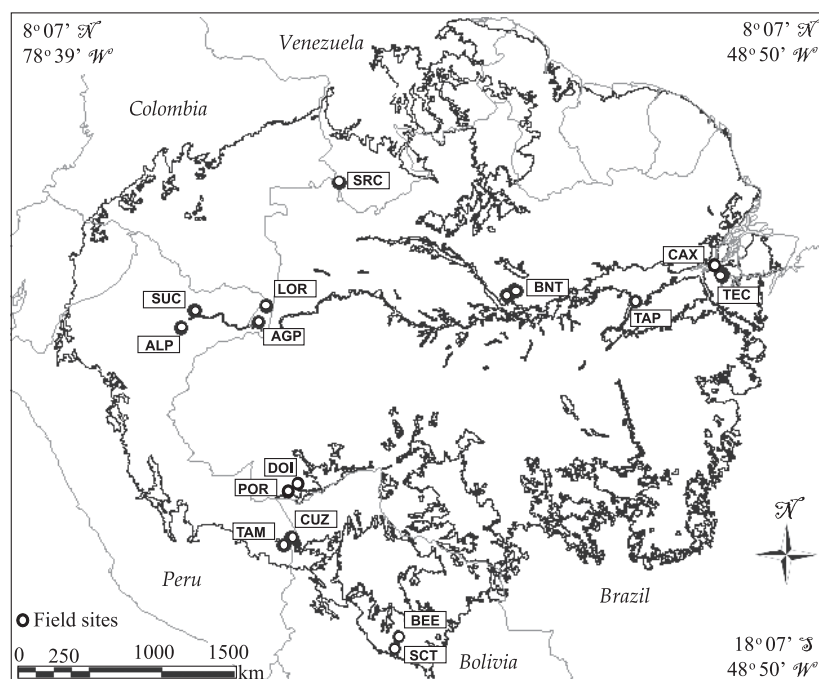 8° 07' N
78° 39' W
Venezuela
8° 07' N
48° 50' W
Colombia
SRC
CAX
LOR
SUC
BNT
TEC
TAP
ALP
AGP
DOI
POR
CUZ
TAM
N
Peru
Brazil
Field sites
BEE
SCT
Bolivia
18° 07' S
48° 50' W
0 250 500 1000 1500
km